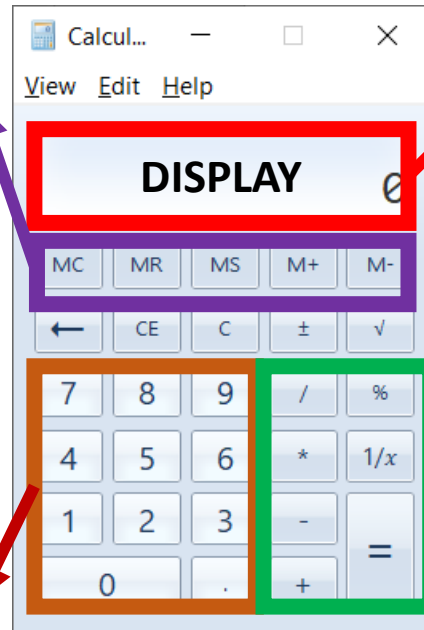 Calcul...
View Edit Help
DISPLAY
0
MC MR MS M+ M-
← CE C ± √
7 8 9 / %
4 5 6 * 1/x
1 2 3 - =
0 . +